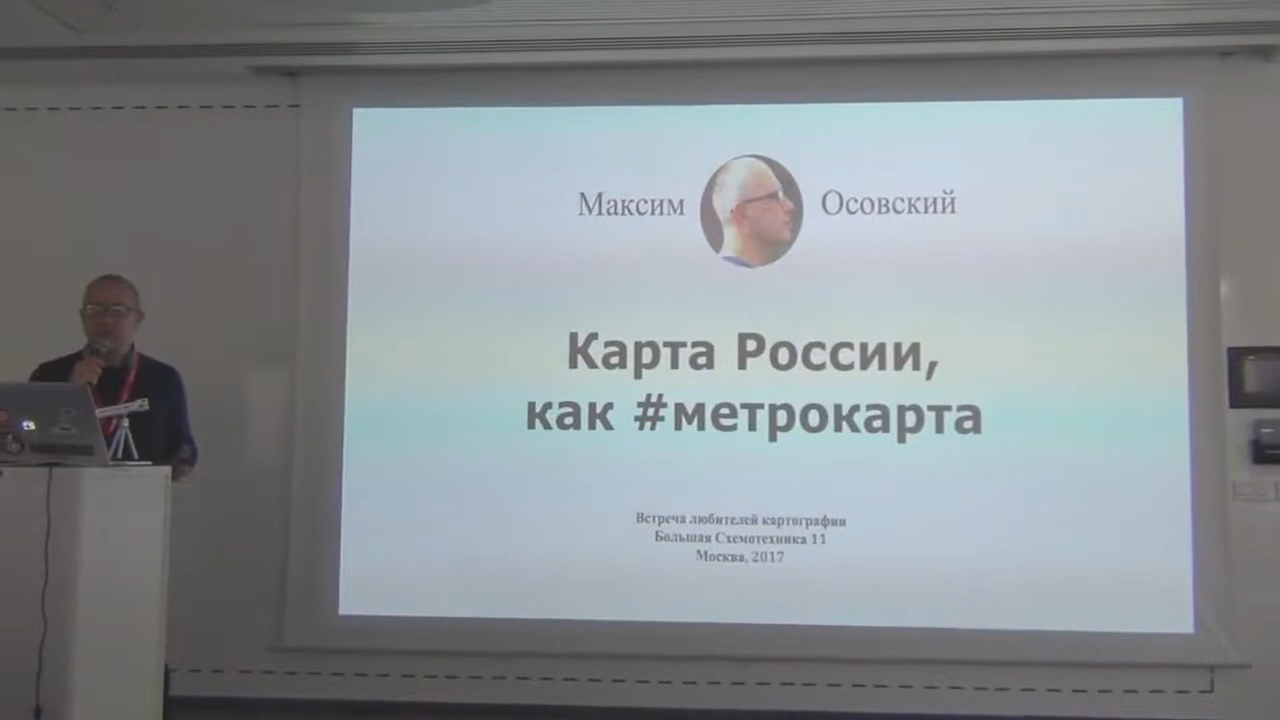 Максим Осовский
Карта России,
как #метрокарта
Встреча любителей картографии
Большая Схемотехника 11
Москва, 2017